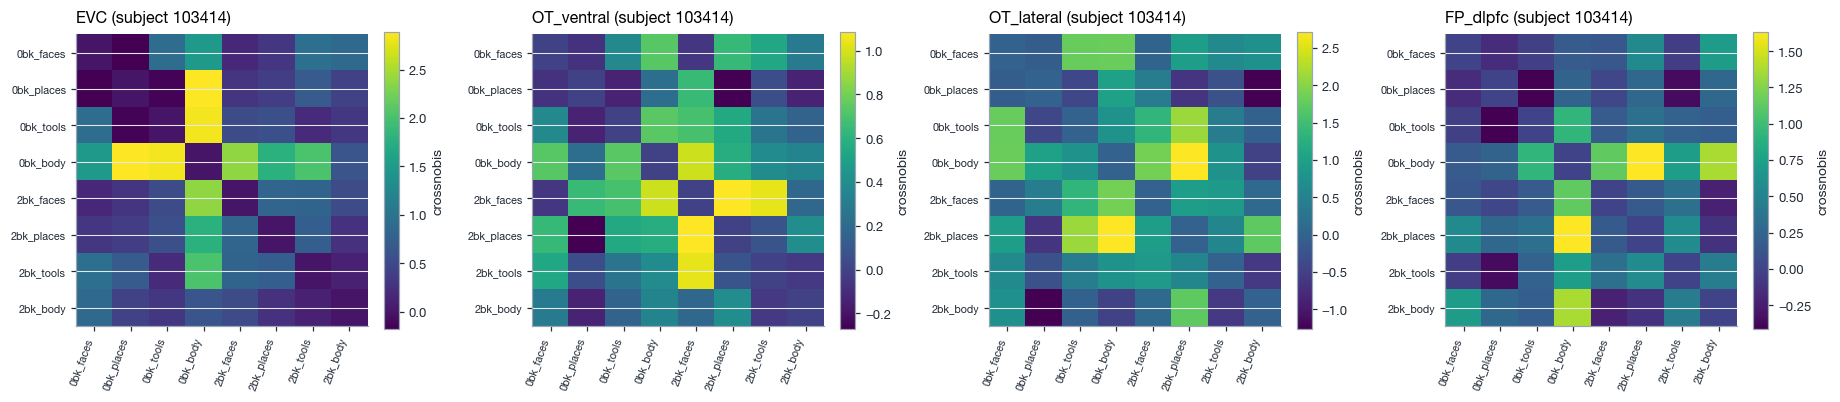 EVC (subject 103414)
0bk_faces
0bk_places
0bk_tools
0bk_body
2bk_faces
2bk_places
2bk_tools
2bk_body
0bk_faces
0bk_places
0bk_tools
0bk_body
2bk_faces
2bk_places
2bk_tools
2bk_body
2.5
2.0
1.5
1.0
0.5
0.0
crossnobis
OT_ventral (subject 103414)
0bk_faces
0bk_places
0bk_tools
0bk_body
2bk_faces
2bk_places
2bk_tools
2bk_body
0bk_faces
0bk_places
0bk_tools
0bk_body
2bk_faces
2bk_places
2bk_tools
2bk_body
1.0
0.8
0.6
0.4
0.2
0.0
−0.2
crossnobis
OT_lateral (subject 103414)
0bk_faces
0bk_places
0bk_tools
0bk_body
2bk_faces
2bk_places
2bk_tools
2bk_body
0bk_faces
0bk_places
0bk_tools
0bk_body
2bk_faces
2bk_places
2bk_tools
2bk_body
2.5
2.0
1.5
1.0
0.5
0.0
−0.5
−1.0
crossnobis
FP_dlpfc (subject 103414)
0bk_faces
0bk_places
0bk_tools
0bk_body
2bk_faces
2bk_places
2bk_tools
2bk_body
0bk_faces
0bk_places
0bk_tools
0bk_body
2bk_faces
2bk_places
2bk_tools
2bk_body
1.50
1.25
1.00
0.75
0.50
0.25
0.00
−0.25
crossnobis